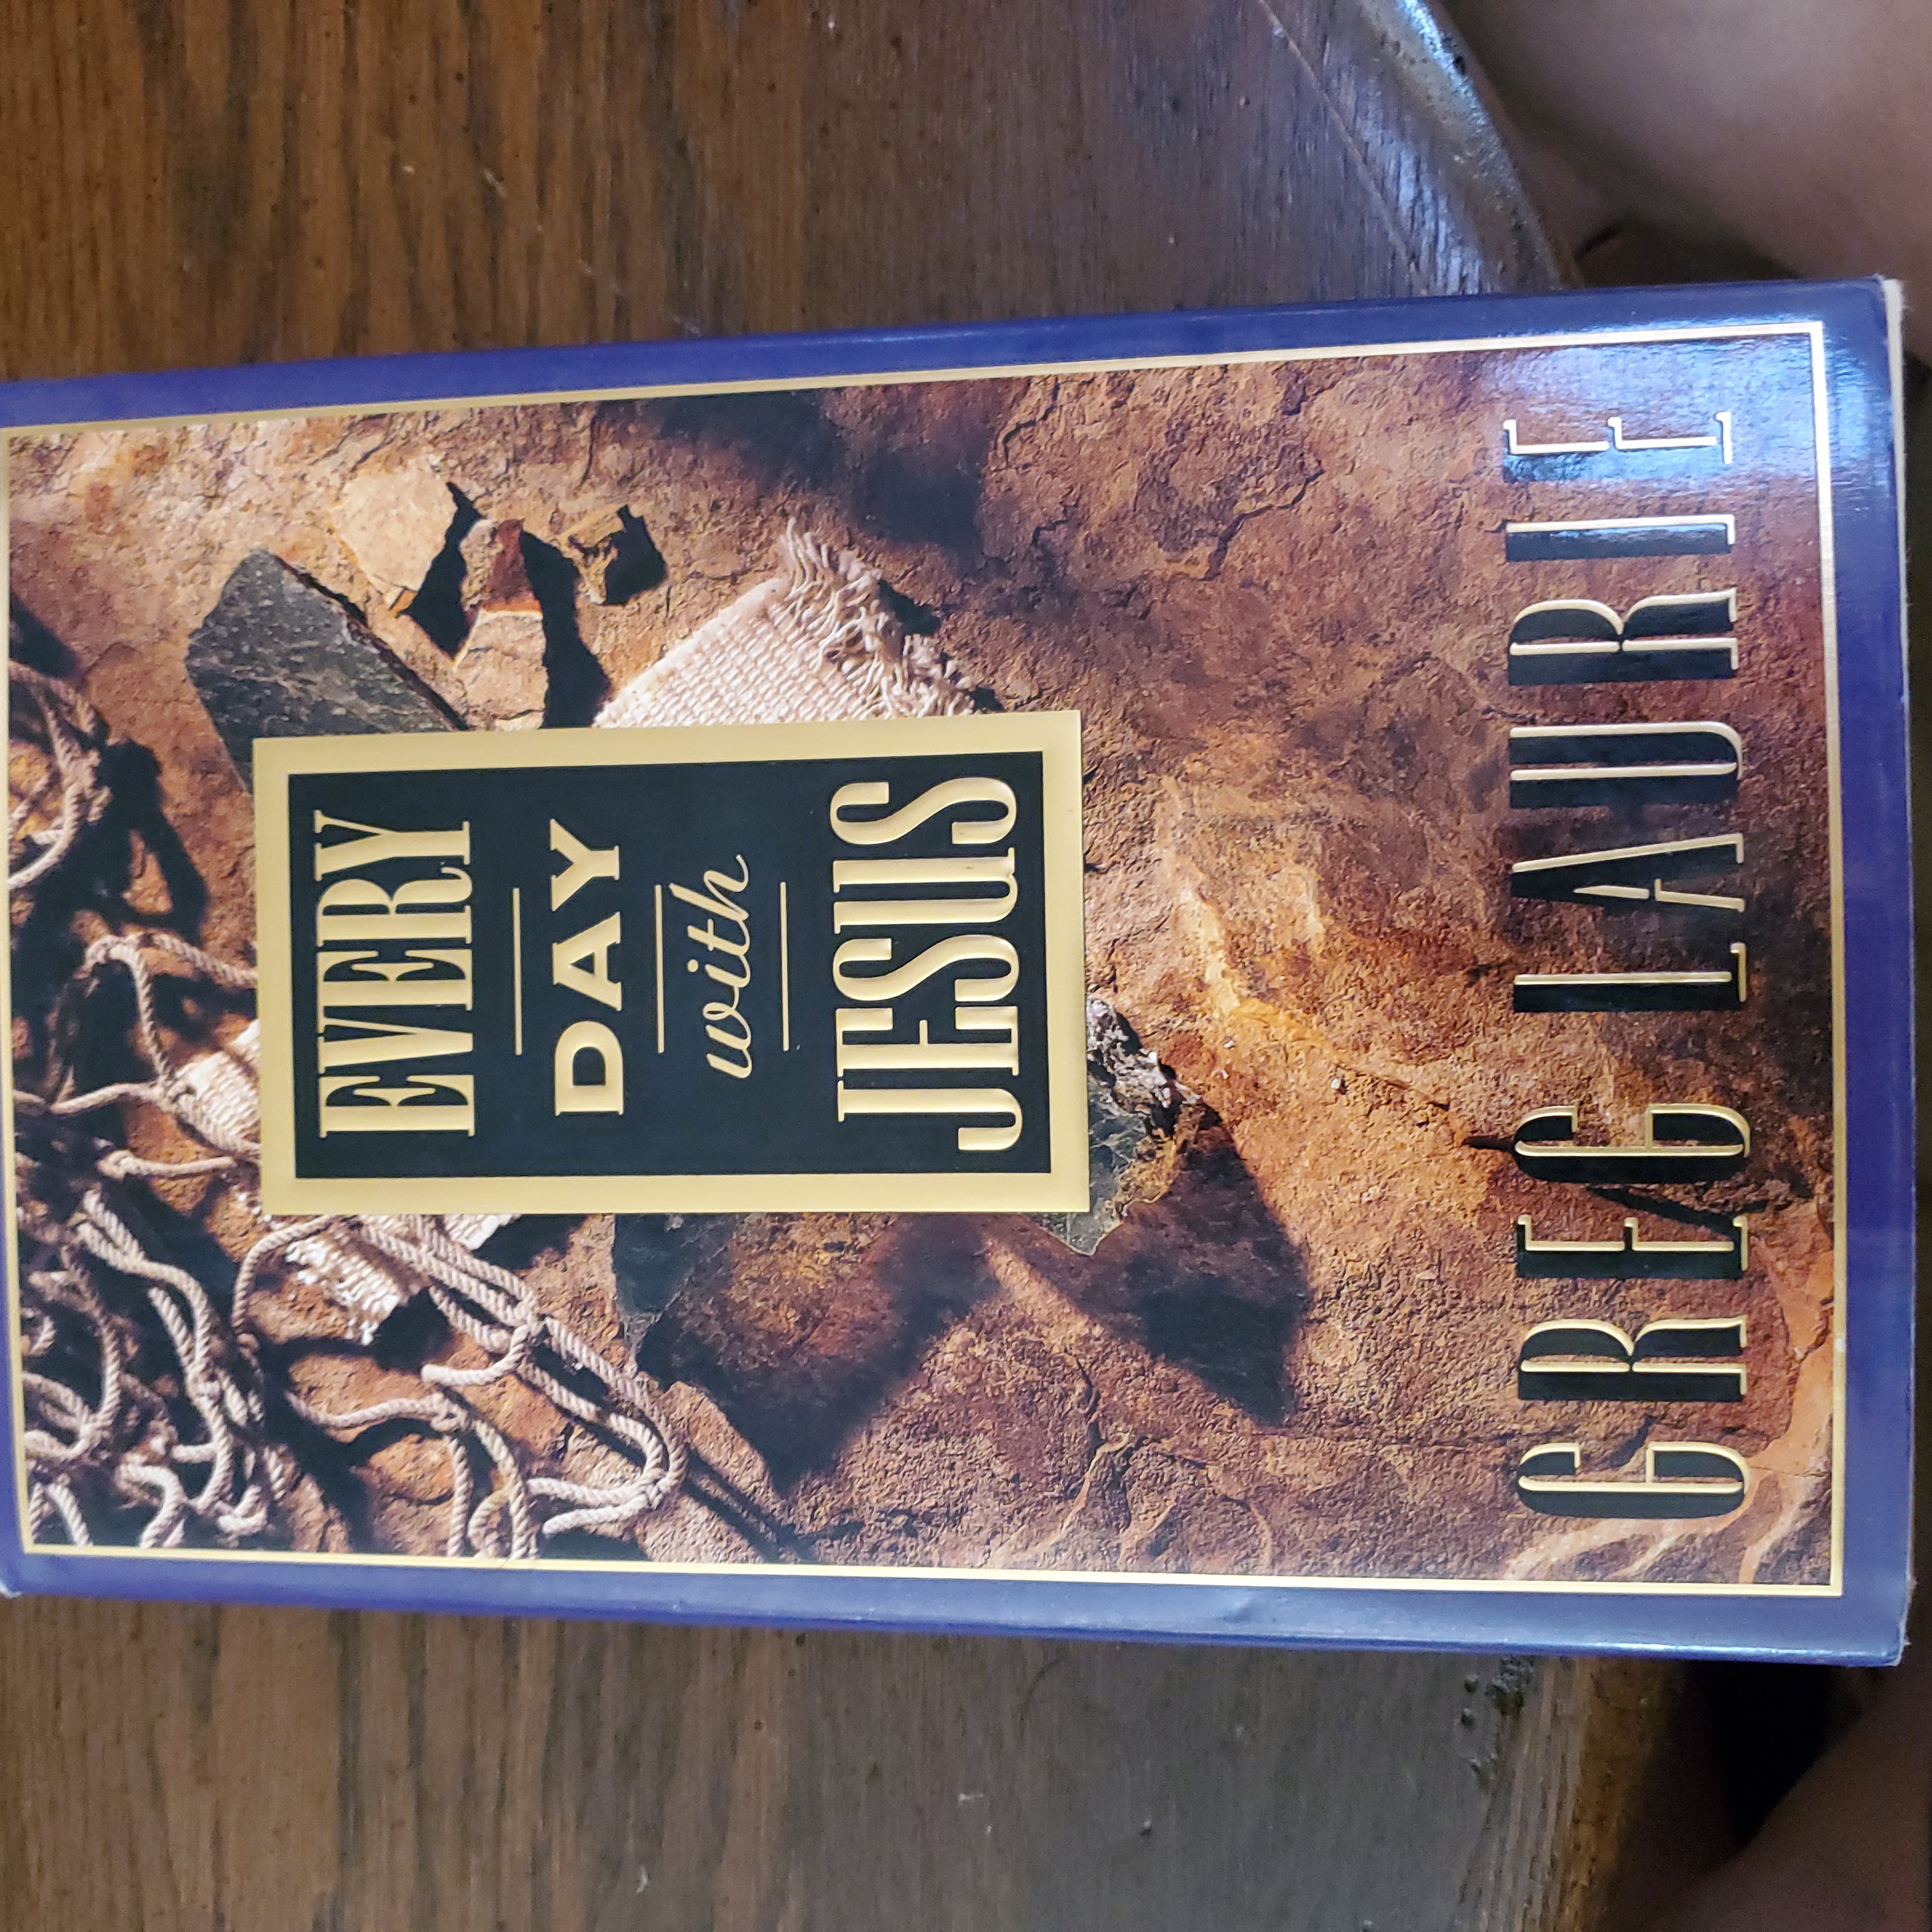 EVERY
DAY
with
JESUS
GREG LAURIE